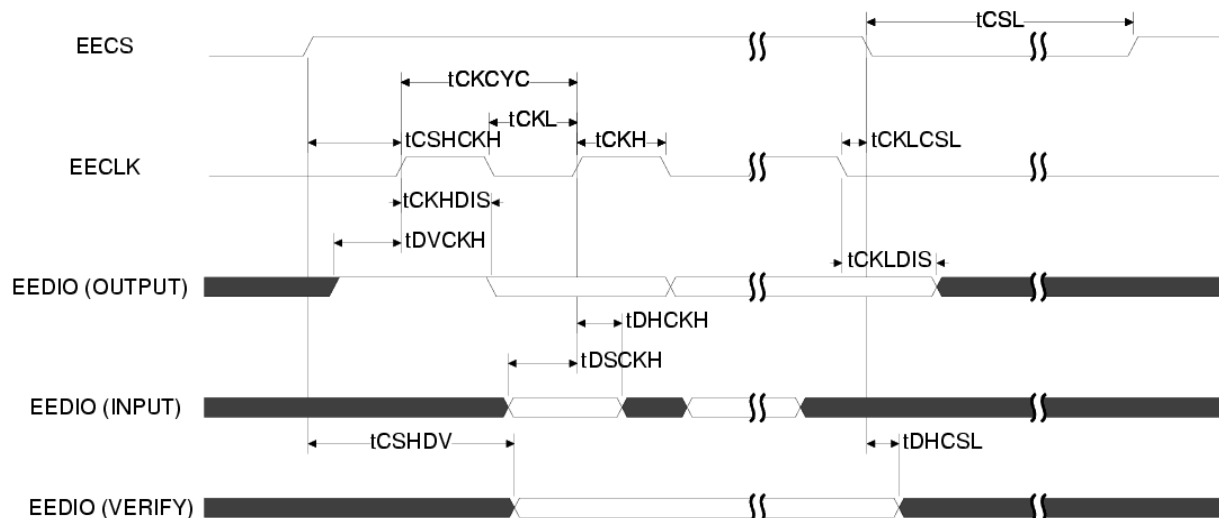 tCSL
EECS
tCKCYC
tCKL
tCSHCKH
tCKH
tCKLCSL
EECLK
tCKHDIS
tDVCKH
tCKLDIS
EEDIO (OUTPUT)
tDHCKH
tDSCKH
EEDIO (INPUT)
tCSHDV
tDHCSL
EEDIO (VERIFY)